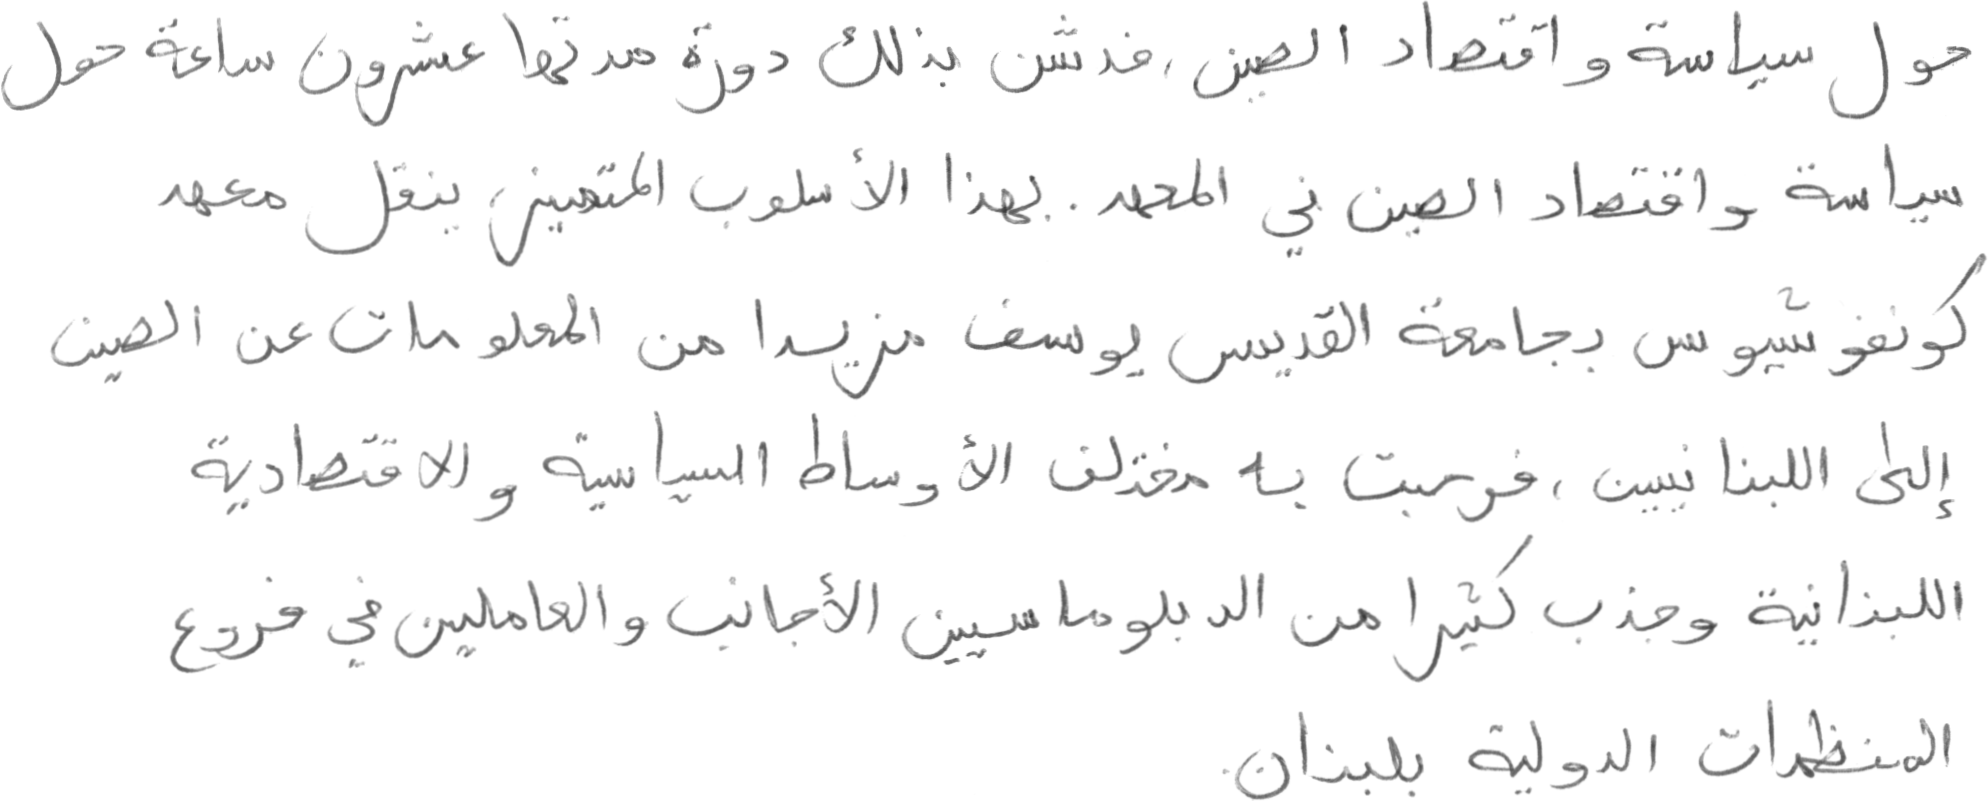 حول سياسة واقتصاد الصين ،فدشن بذلك دورة مدتها عشرون ساعة حول
سياسة واقتصاد الصين في المعهد. بهذا الأسلوب المتميز ينقل معهد
كونفوشيوس بجامعة القديس يوسف مزيدا من المعلومات عن الصين
إلى اللبنانيين ،فرحبت به مختلف الأوساط السياسية والاقتصادية
اللبنانية وجذب كثيرا من الدبلوماسيين الأجانب والعاملين في فروع
المنظمات الدولية بلبنان.